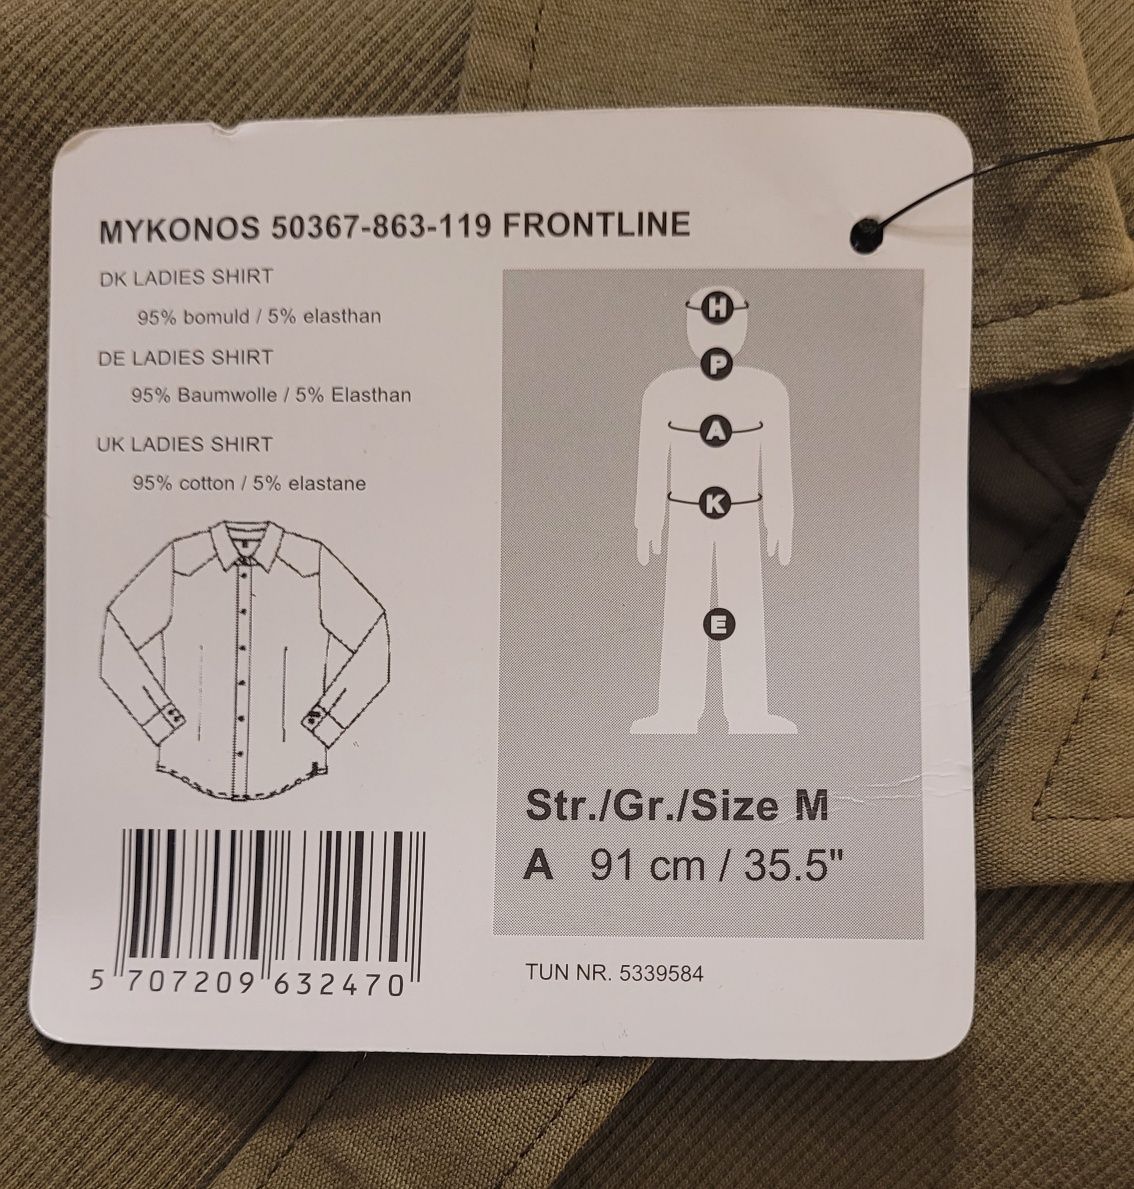 MYKONOS 50367-863-119 FRONTLINE
DK LADIES SHIRT
95% bomuld / 5% elasthan
DE LADIES SHIRT
95% Baumwolle / 5% Elasthan
UK LADIES SHIRT
95% cotton / 5% elastane
5 707209 632470
H
P
A
K
E
Str./Gr./Size M
A 91 cm / 35.5"
TUN NR. 5339584